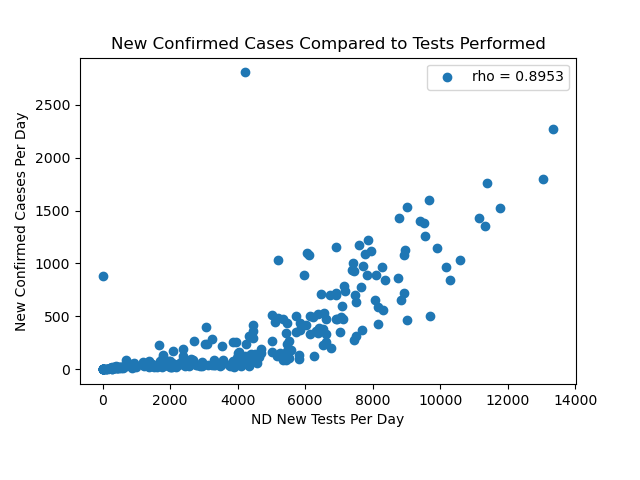 New Confirmed Cases Compared to Tests Performed
rho = 0.8953
New Confirmed Caeses Per Day
2500
2000
1500
1000
500
0
0 2000 4000 6000 8000 10000 12000 14000
ND New Tests Per Day